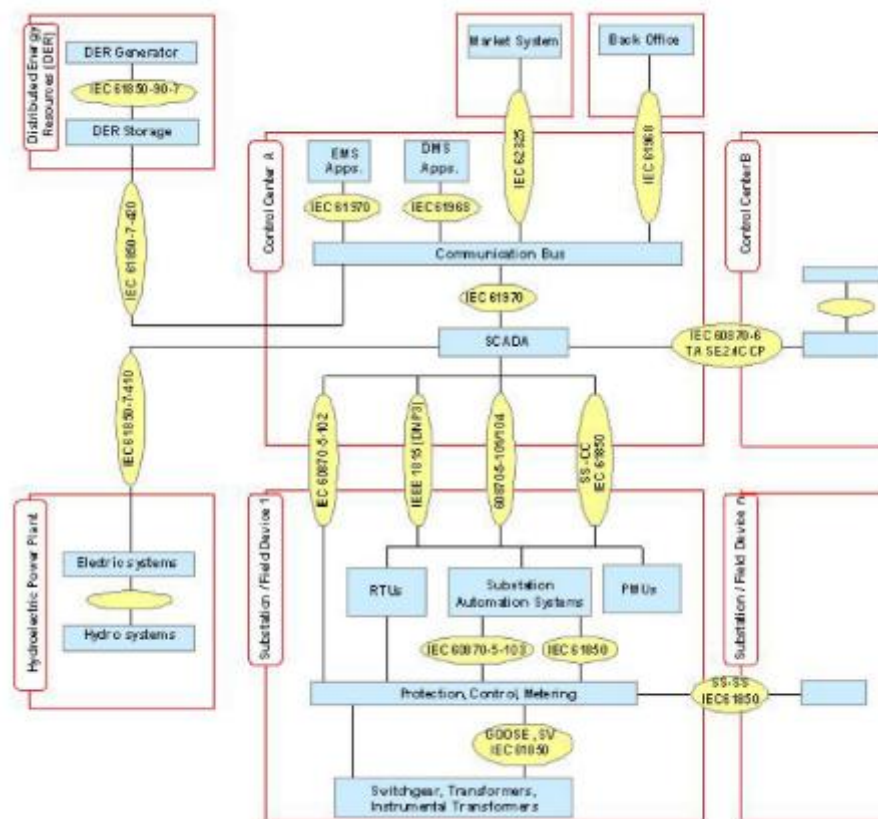 Distributed Energy
Resources (DER)
DER Generator
IEC 61850-90-7
DER Storage
IEC 61850-7-420
Market System
Back Office
IEC 62325
IEC 61968
Control Center A
EMS
Apps.
DMS
Apps.
IEC 61970
IEC 61968
Communication Bus
IEC 61970
SCADA
Control Center B
IEC 60870-6
TASE2/ICCP
IEC 61850-7-410
IEC 60870-5-102
IEEE 1815 (DNP3)
60870-5-101/104
SS-CC
IEC 61850
Hydroelectric Power Plant
Electric systems
Hydro systems
Substation / Field Device 1
RTUs
Substation
Automation Systems
PMUs
IEC 60870-5-103
IEC 61850
Protection, Control, Metering
GOOSE, SV
IEC 61850
Switchgear, Transformers,
Instrumental Transformers
SS-SS
IEC 61850
Substation / Field Device n